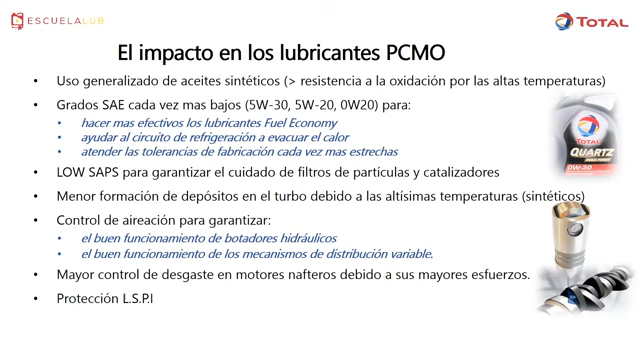 ESCUELALUB
TOTAL
El impacto en los lubricantes PCMO
• Uso generalizado de aceites sintéticos (> resistencia a la oxidación por las altas temperaturas)
• Grados SAE cada vez mas bajos (5W-30, 5W-20, 0W20) para:
• hacer mas efectivos los lubricantes Fuel Economy
• ayudar al circuito de refrigeración a evacuar el calor
• atender las tolerancias de fabricación cada vez mas estrechas
• LOW SAPS para garantizar el cuidado de filtros de partículas y catalizadores
• Menor formación de depósitos en el turbo debido a las altísimas temperaturas (sintéticos)
• Control de aireación para garantizar:
• el buen funcionamiento de botadores hidráulicos
• el buen funcionamiento de los mecanismos de distribución variable.
• Mayor control de desgaste en motores nafteros debido a sus mayores esfuerzos.
• Protección L.S.P.I
TOTAL
QUARTZ
0W-30